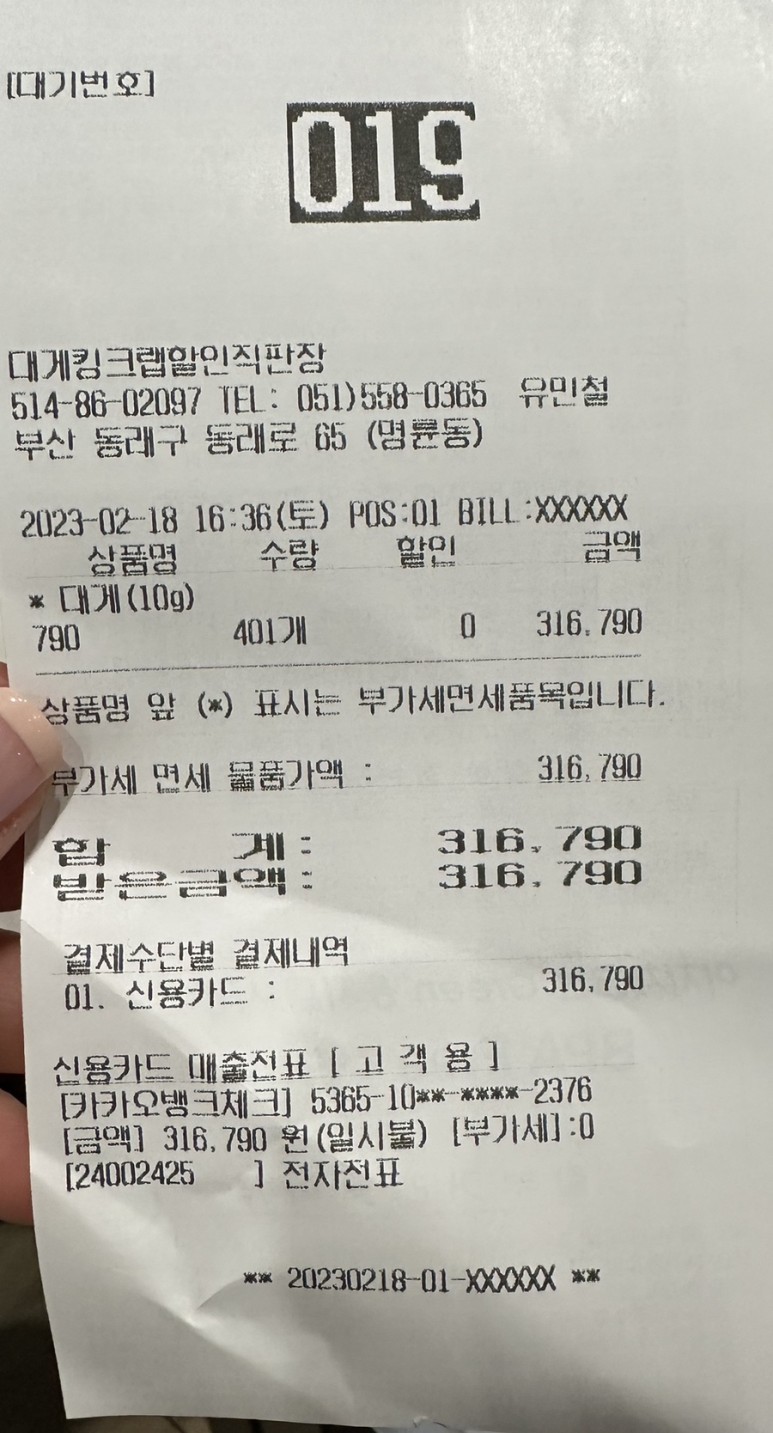 [대기번호]
019
대게킹크랩할인직판장
514-86-02097 TEL: 051)558-0365 유민철
부산 동래구 동래로 65 (명륜동)
2023-02-18 16:36(토) POS:01 BILL:XXXXXX
상품명 수량 할인 금액
* 대게(10g)
790 401개 0 316,790
상품명 앞 (*) 표시는 부가세면세품목입니다.
부가세 면세 물품가액 : 316,790
합 계: 316,790
받은금액: 316,790
결제수단별 결제내역
01. 신용카드 : 316,790
신용카드 매출전표 [ 고 객 용 ]
[카카오뱅크체크] 5365-10**-****-2376
[금액] 316,790 원(일시불) [부가세]:0
[24002425 ] 전자전표
** 20230218-01-XXXXXX **